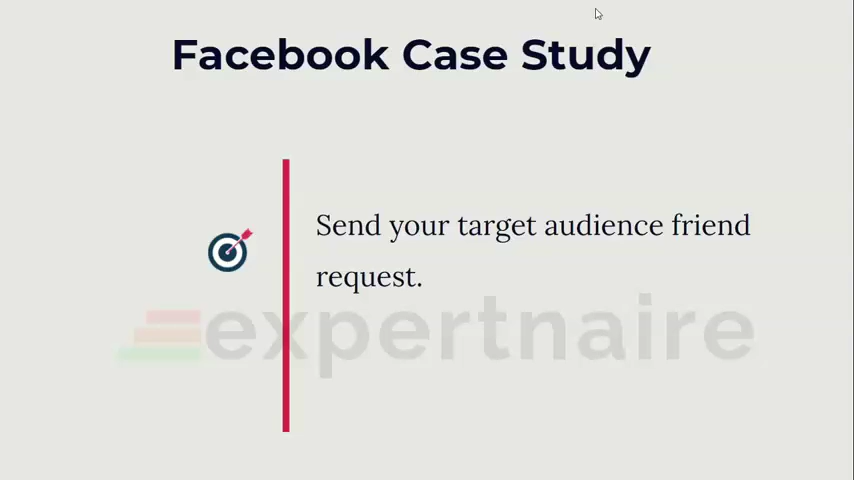 Facebook Case Study
Send your target audience friend
request.
expertnaire